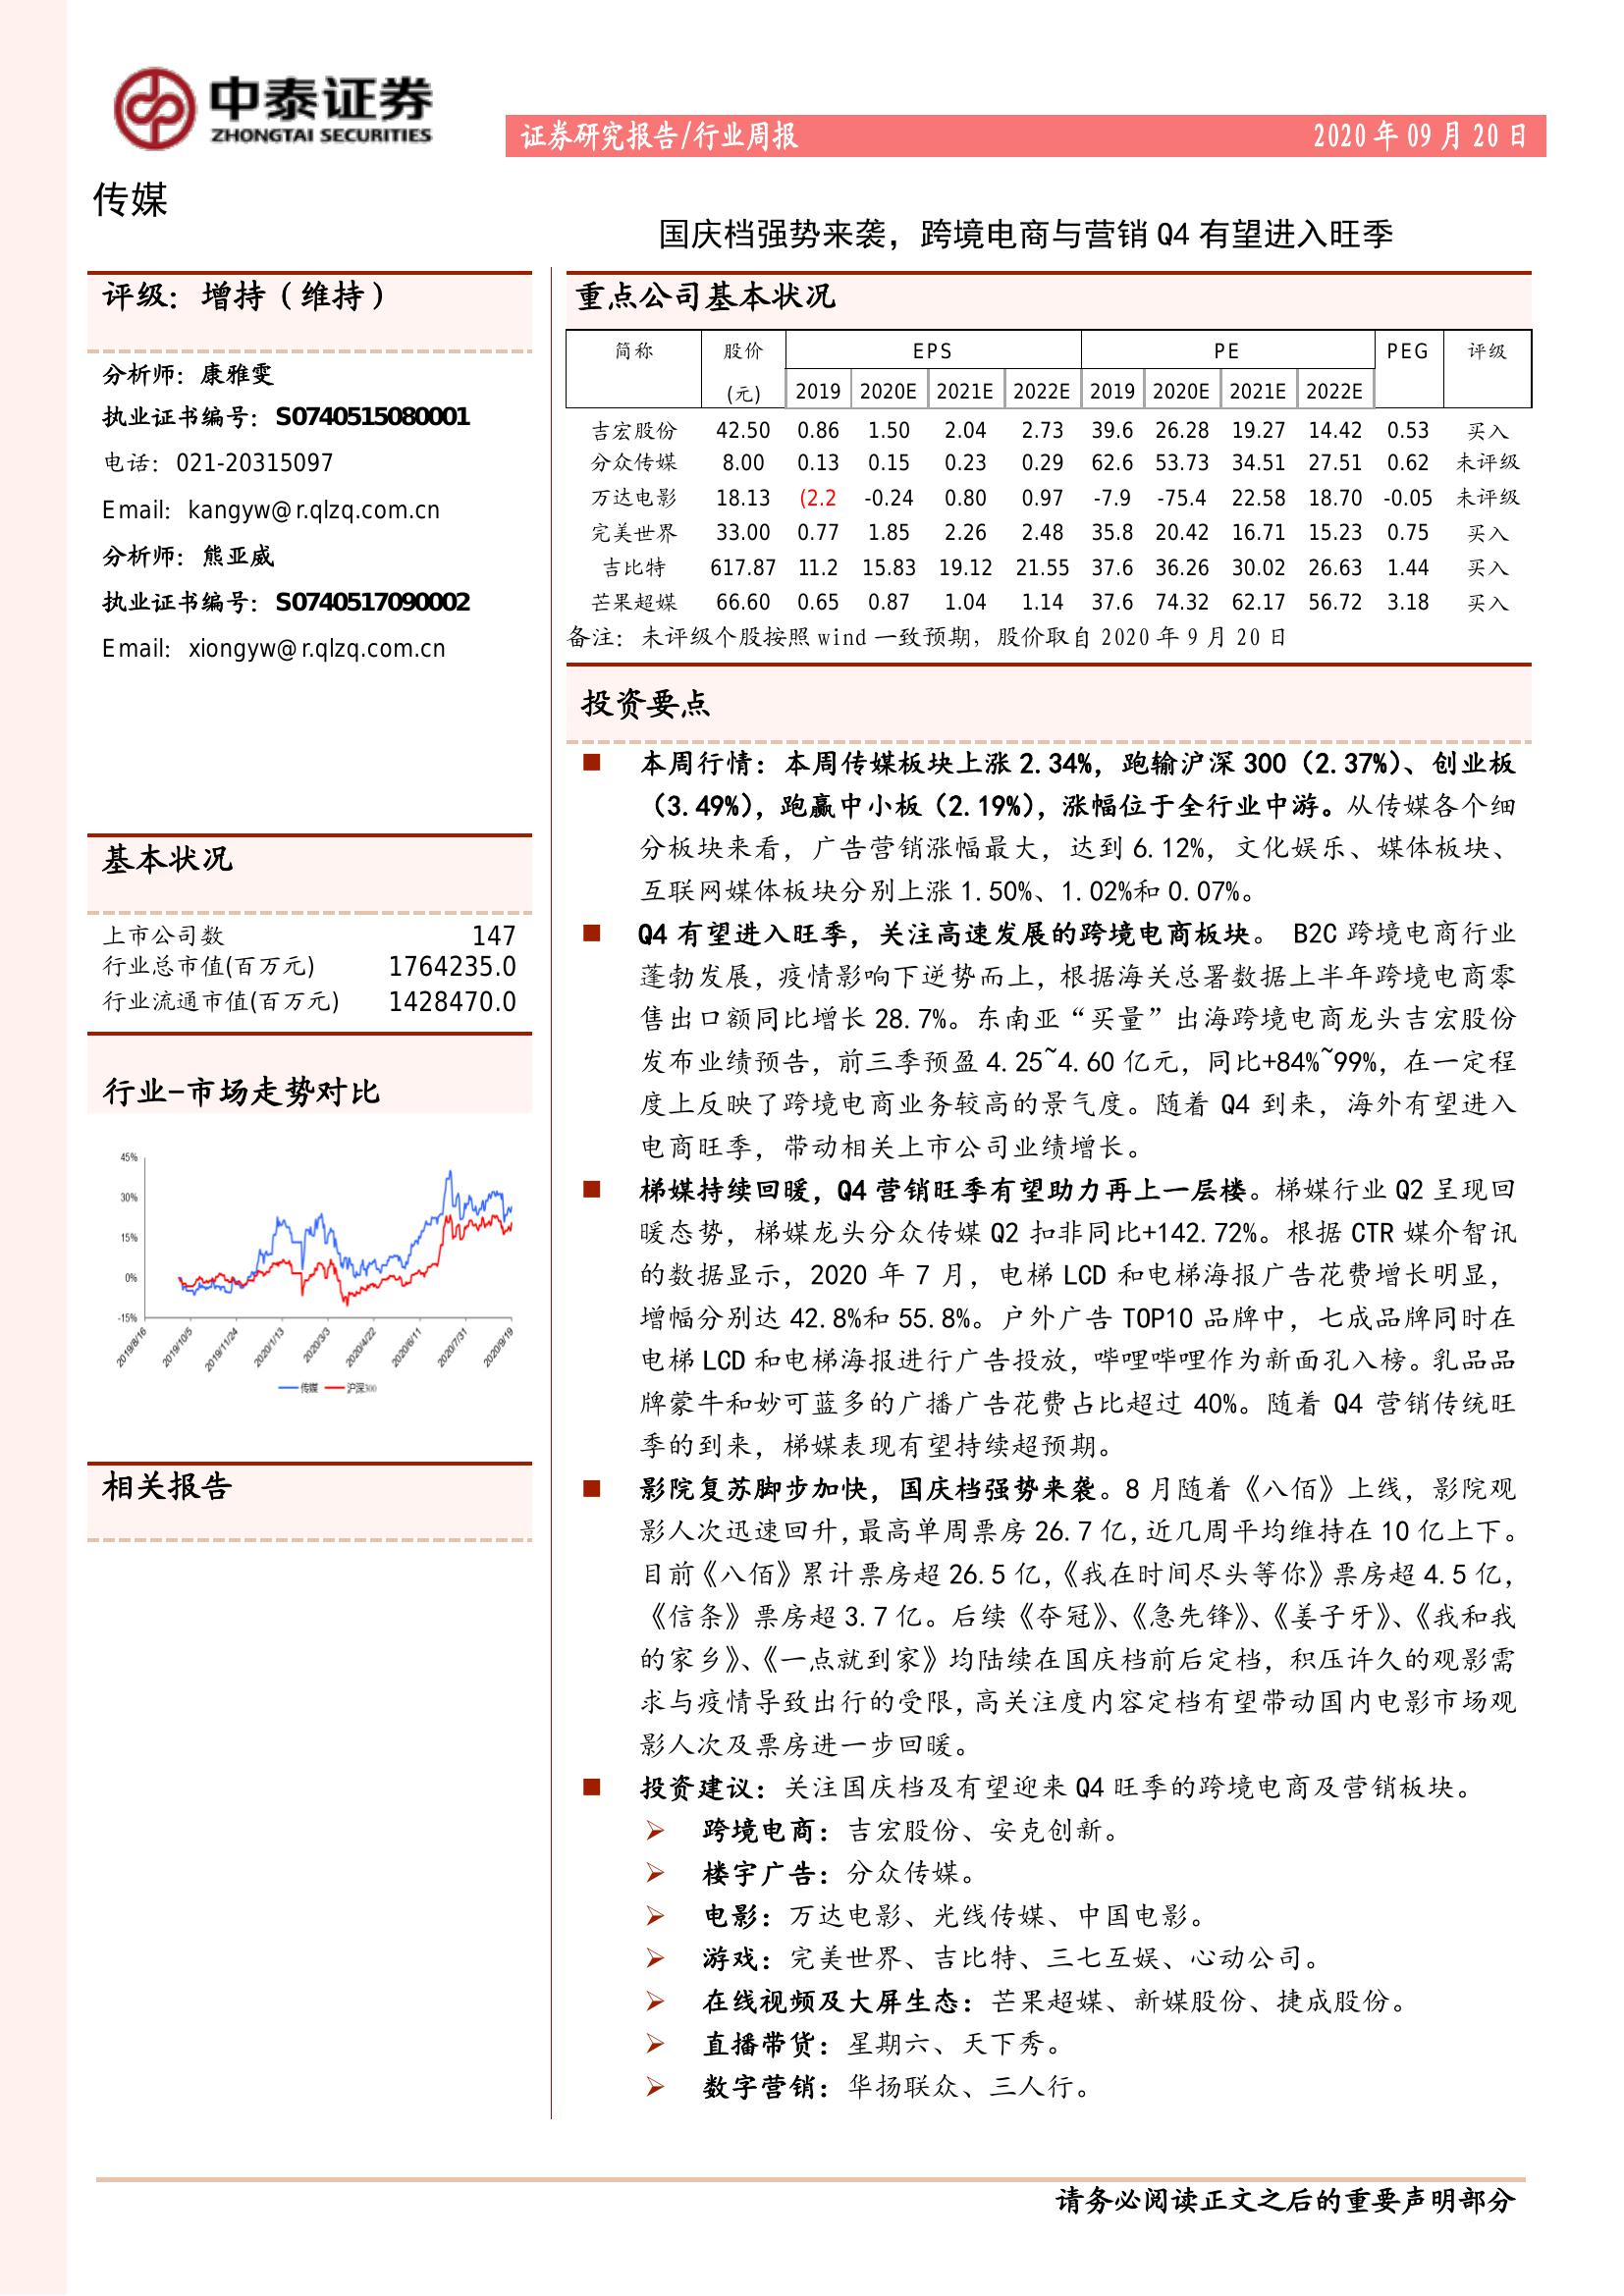 中泰证券
ZHONGTAI SECURITIES
证券研究报告/行业周报 2020 年 09 月 20 日
传媒
国庆档强势来袭，跨境电商与营销 Q4 有望进入旺季
评级：增持（维持）
分析师：康雅雯
执业证书编号：S0740515080001
电话：021-20315097
Email：kangyw@r.qlzq.com.cn
分析师：熊亚威
执业证书编号：S0740517090002
Email：xiongyw@r.qlzq.com.cn
基本状况
上市公司数 147
行业总市值(百万元) 1764235.0
行业流通市值(百万元) 1428470.0
行业-市场走势对比
45%
30%
15%
0%
-15%
2019/8/16 2019/10/5 2019/11/24 2020/1/13 2020/3/3 2020/4/22 2020/6/11 2020/7/31 2020/9/19
传媒 沪深300
相关报告
重点公司基本状况
简称 股价 EPS PE PEG 评级
(元) 2019 2020E 2021E 2022E 2019 2020E 2021E 2022E
吉宏股份 42.50 0.86 1.50 2.04 2.73 39.6 26.28 19.27 14.42 0.53 买入
分众传媒 8.00 0.13 0.15 0.23 0.29 62.6 53.73 34.51 27.51 0.62 未评级
万达电影 18.13 (2.2 -0.24 0.80 0.97 -7.9 -75.4 22.58 18.70 -0.05 未评级
完美世界 33.00 0.77 1.85 2.26 2.48 35.8 20.42 16.71 15.23 0.75 买入
吉比特 617.87 11.2 15.83 19.12 21.55 37.6 36.26 30.02 26.63 1.44 买入
芒果超媒 66.60 0.65 0.87 1.04 1.14 37.6 74.32 62.17 56.72 3.18 买入
备注：未评级个股按照 wind 一致预期，股价取自 2020 年 9 月 20 日
投资要点
■ 本周行情：本周传媒板块上涨 2.34%，跑输沪深 300（2.37%）、创业板
（3.49%），跑赢中小板（2.19%），涨幅位于全行业中游。从传媒各个细
分板块来看，广告营销涨幅最大，达到 6.12%，文化娱乐、媒体板块、
互联网媒体板块分别上涨 1.50%、1.02%和 0.07%。
■ Q4 有望进入旺季，关注高速发展的跨境电商板块。 B2C 跨境电商行业
蓬勃发展，疫情影响下逆势而上，根据海关总署数据上半年跨境电商零
售出口额同比增长 28.7%。东南亚“买量”出海跨境电商龙头吉宏股份
发布业绩预告，前三季预盈 4.25~4.60 亿元，同比+84%~99%，在一定程
度上反映了跨境电商业务较高的景气度。随着 Q4 到来，海外有望进入
电商旺季，带动相关上市公司业绩增长。
■ 梯媒持续回暖，Q4 营销旺季有望助力再上一层楼。梯媒行业 Q2 呈现回
暖态势，梯媒龙头分众传媒 Q2 扣非同比+142.72%。根据 CTR 媒介智讯
的数据显示，2020 年 7 月，电梯 LCD 和电梯海报广告花费增长明显，
增幅分别达 42.8%和 55.8%。户外广告 TOP10 品牌中，七成品牌同时在
电梯 LCD 和电梯海报进行广告投放，哔哩哔哩作为新面孔入榜。乳品品
牌蒙牛和妙可蓝多的广播广告花费占比超过 40%。随着 Q4 营销传统旺
季的到来，梯媒表现有望持续超预期。
■ 影院复苏脚步加快，国庆档强势来袭。8 月随着《八佰》上线，影院观
影人次迅速回升，最高单周票房 26.7 亿，近几周平均维持在 10 亿上下。
目前《八佰》累计票房超 26.5 亿，《我在时间尽头等你》票房超 4.5 亿，
《信条》票房超 3.7 亿。后续《夺冠》、《急先锋》、《姜子牙》、《我和我
的家乡》、《一点就到家》均陆续在国庆档前后定档，积压许久的观影需
求与疫情导致出行的受限，高关注度内容定档有望带动国内电影市场观
影人次及票房进一步回暖。
■ 投资建议：关注国庆档及有望迎来 Q4 旺季的跨境电商及营销板块。
➢ 跨境电商：吉宏股份、安克创新。
➢ 楼宇广告：分众传媒。
➢ 电影：万达电影、光线传媒、中国电影。
➢ 游戏：完美世界、吉比特、三七互娱、心动公司。
➢ 在线视频及大屏生态：芒果超媒、新媒股份、捷成股份。
➢ 直播带货：星期六、天下秀。
➢ 数字营销：华扬联众、三人行。
请务必阅读正文之后的重要声明部分